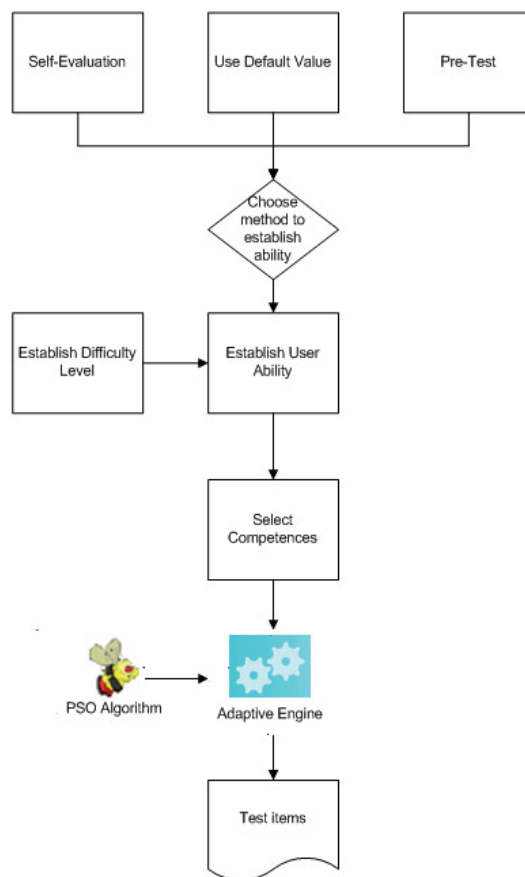 Self-Evaluation
Use Default Value
Pre-Test
Choose
method to
establish
ability
Establish Difficulty
Level
Establish User
Ability
Select
Competences
PSO Algorithm
Adaptive Engine
Test items